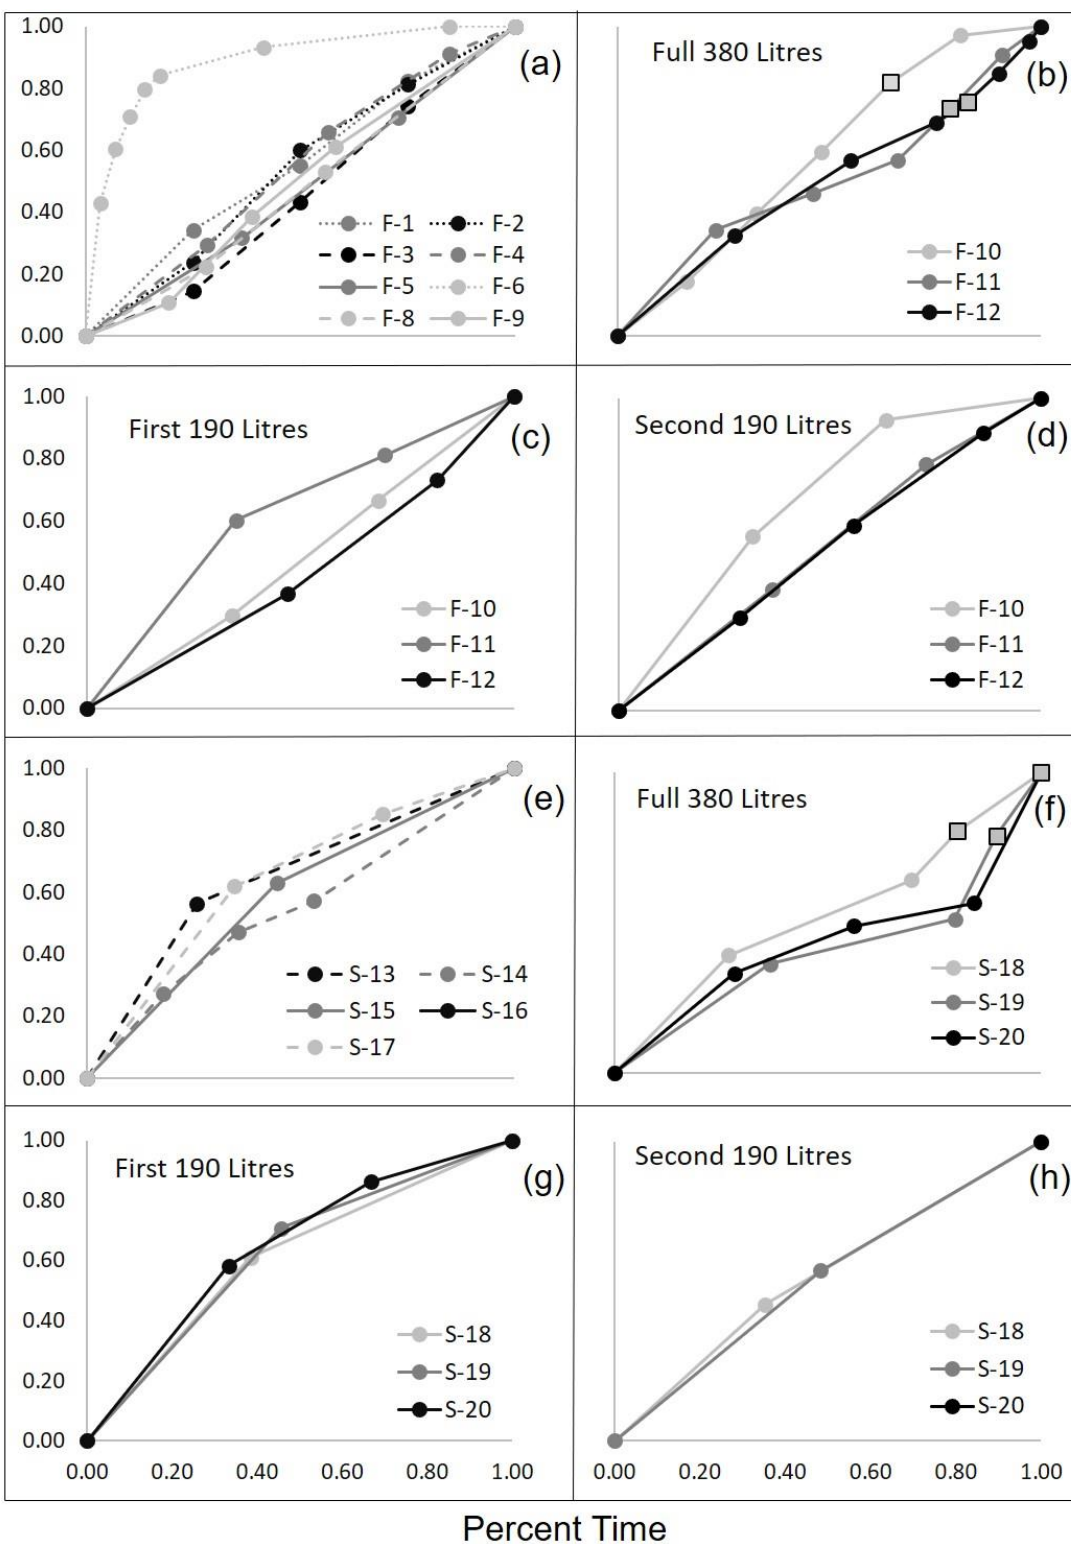 1.00
0.80
0.60
0.40
0.20
0.00
(a)
F-1 F-2
F-3 F-4
F-5 F-6
F-8 F-9
Full 380 Litres
(b)
F-10
F-11
F-12
1.00
0.80
0.60
0.40
0.20
0.00
First 190 Litres
(c)
F-10
F-11
F-12
Second 190 Litres
(d)
F-10
F-11
F-12
1.00
0.80
0.60
0.40
0.20
0.00
(e)
S-13 S-14
S-15 S-16
S-17
Full 380 Litres
(f)
S-18
S-19
S-20
1.00
0.80
0.60
0.40
0.20
0.00
First 190 Litres
(g)
S-18
S-19
S-20
0.00 0.20 0.40 0.60 0.80 1.00
Second 190 Litres
(h)
S-18
S-19
S-20
0.00 0.20 0.40 0.60 0.80 1.00
Percent Time